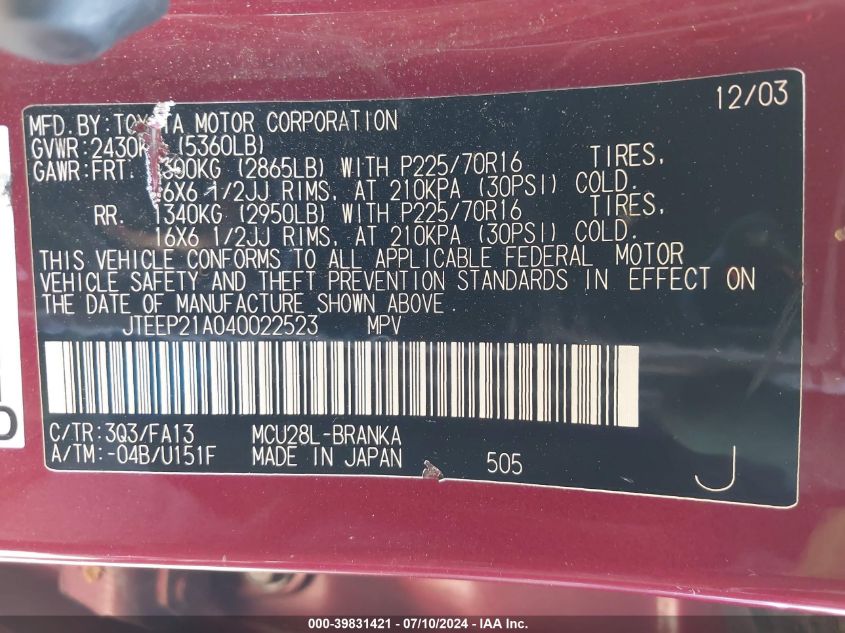 12/03
MFD.BY:TOYOTA MOTOR CORPORATION
GVWR:2430KG (5360LB)
GAWR:FRT. 1300KG (2865LB) WITH P225/70R16 TIRES,
16X6 1/2JJ RIMS, AT 210KPA (30PSI) COLD.
RR. 1340KG (2950LB) WITH P225/70R16 TIRES,
16X6 1/2JJ RIMS, AT 210KPA (30PSI) COLD.
THIS VEHICLE CONFORMS TO ALL APPLICABLE FEDERAL MOTOR
VEHICLE SAFETY AND THEFT PREVENTION STANDARDS IN EFFECT ON
THE DATE OF MANUFACTURE SHOWN ABOVE.
JTEEP21A040022523 MPV
C/TR:3Q3/FA13 MCU28L-BRANKA
A/TM:-04B/U151F MADE IN JAPAN 505
J
000-39831421 / 07/10/2024 - IAA Inc.